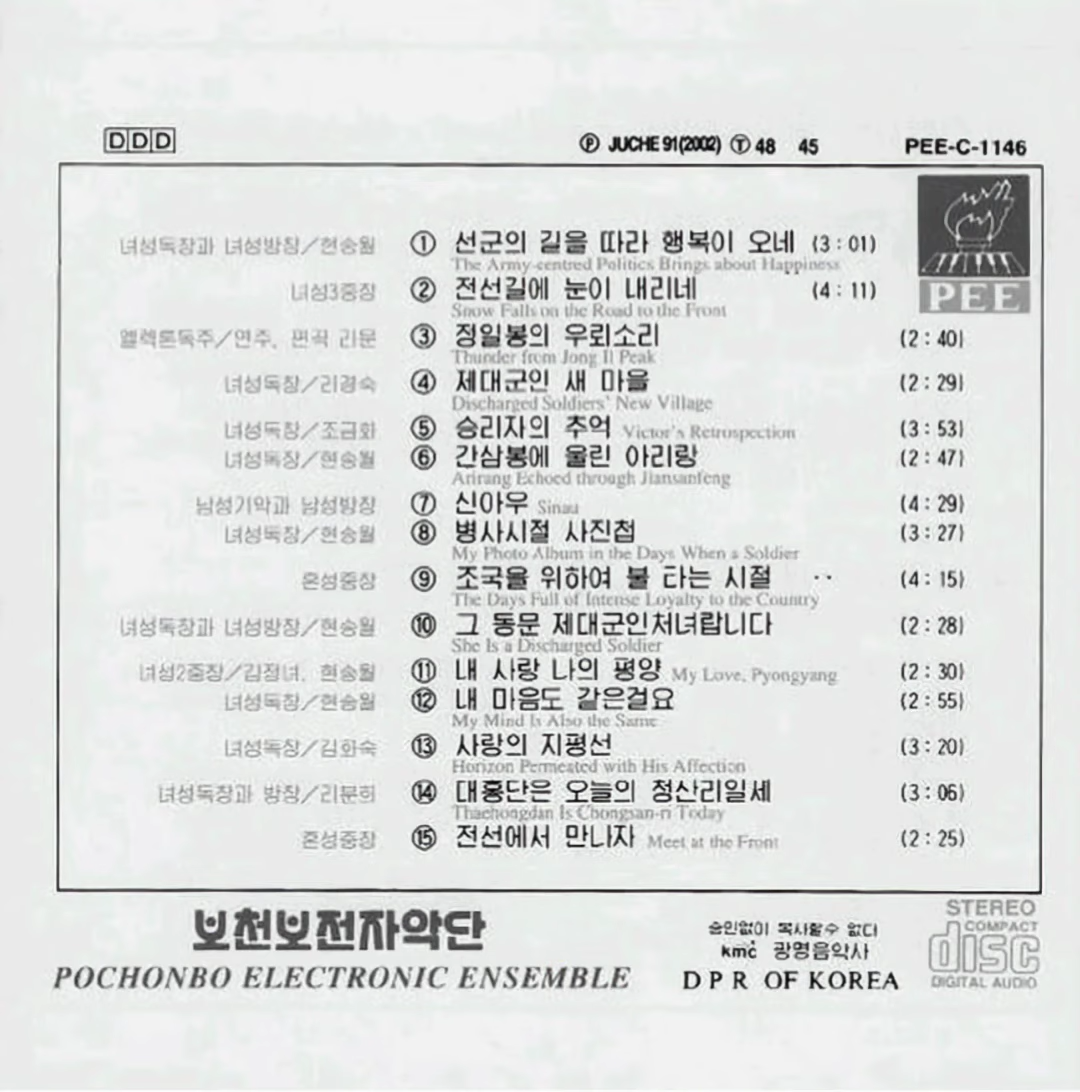 DDD
Ⓟ JUCHE 91(2002) Ⓣ 48 45 PEE-C-1146
PEE
녀성독창과 녀성방창/현송월 ① 선군의 길을 따라 행복이 오네 (3:01)
The Army-centred Politics Brings about Happiness
녀성3중창 ② 전선길에 눈이 내리네 (4:11)
Snow Falls on the Road to the Front
엘렉톤독주/연주, 편곡 리문 ③ 정일봉의 우뢰소리 (2:40)
Thunder from Jong Il Peak
녀성독창/리경숙 ④ 제대군인 새 마을 (2:29)
Discharged Soldiers' New Village
녀성독창/조금화 ⑤ 승리자의 추억 Victor's Retrospection (3:53)
녀성독창/현송월 ⑥ 간삼봉에 울린 아리랑 (2:47)
Arirang Echoed through Jiansanfeng
남성기악과 남성방창 ⑦ 신아우 Sinau (4:29)
녀성독창/현송월 ⑧ 병사시절 사진첩 (3:27)
My Photo Album in the Days When a Soldier
혼성중창 ⑨ 조국을 위하여 불 타는 시절 (4:15)
The Days Full of Intense Loyalty to the Country
녀성독창과 녀성방창/현송월 ⑩ 그 동문 제대군인처녀랍니다 (2:28)
She Is a Discharged Soldier
녀성2중창/김정녀, 현송월 ⑪ 내 사랑 나의 평양 My Love, Pyongyang (2:30)
녀성독창/현송월 ⑫ 내 마음도 같은걸요 (2:55)
My Mind Is Also the Same
녀성독창/김화숙 ⑬ 사랑의 지평선 (3:20)
Horizon Permeated with His Affection
녀성독창과 방창/리분희 ⑭ 대홍단은 오늘의 청산리일세 (3:06)
Thaehongdan Is Chongsan-ri Today
혼성중창 ⑮ 전선에서 만나자 Meet at the Front (2:25)
보천보전자악단
POCHONBO ELECTRONIC ENSEMBLE
승인없이 복사할수 없다
kmc 광명음악사
D P R OF KOREA
STEREO
COMPACT
disc
DIGITAL AUDIO